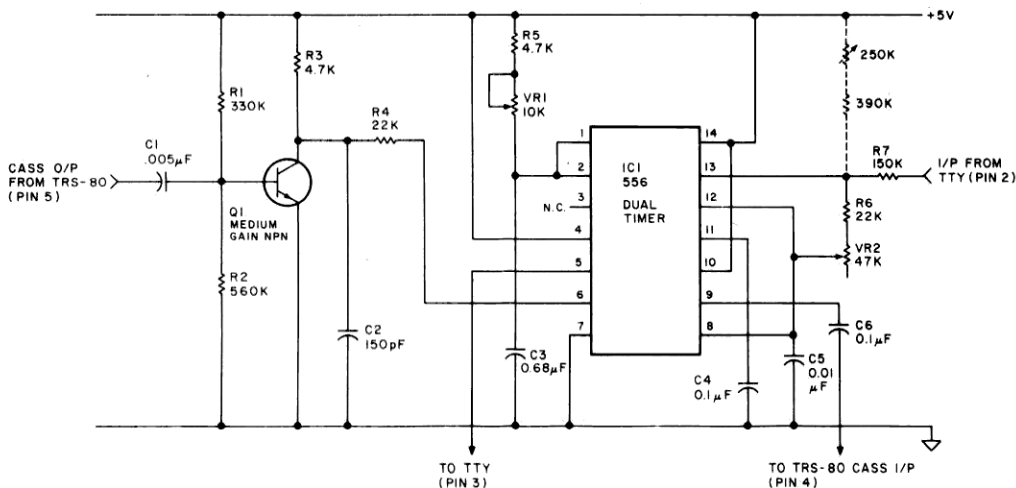 +5V
R3
4.7K
R5
4.7K
250K
R1
330K
VR1
10K
390K
R4
22K
C1
.005μF
CASS O/P
FROM TRS-80
(PIN 5)
1
14
IC1
556
DUAL
TIMER
2
13
R7
150K
I/P FROM
TTY (PIN 2)
N.C.
3
12
R6
22K
Q1
MEDIUM
GAIN NPN
4
11
VR2
47K
R2
560K
5
10
6
9
C6
0.1μF
7
8
C2
150pF
C3
0.68μF
C4
0.1μF
C5
0.01
μF
TO TTY
(PIN 3)
TO TRS-80 CASS I/P
(PIN 4)